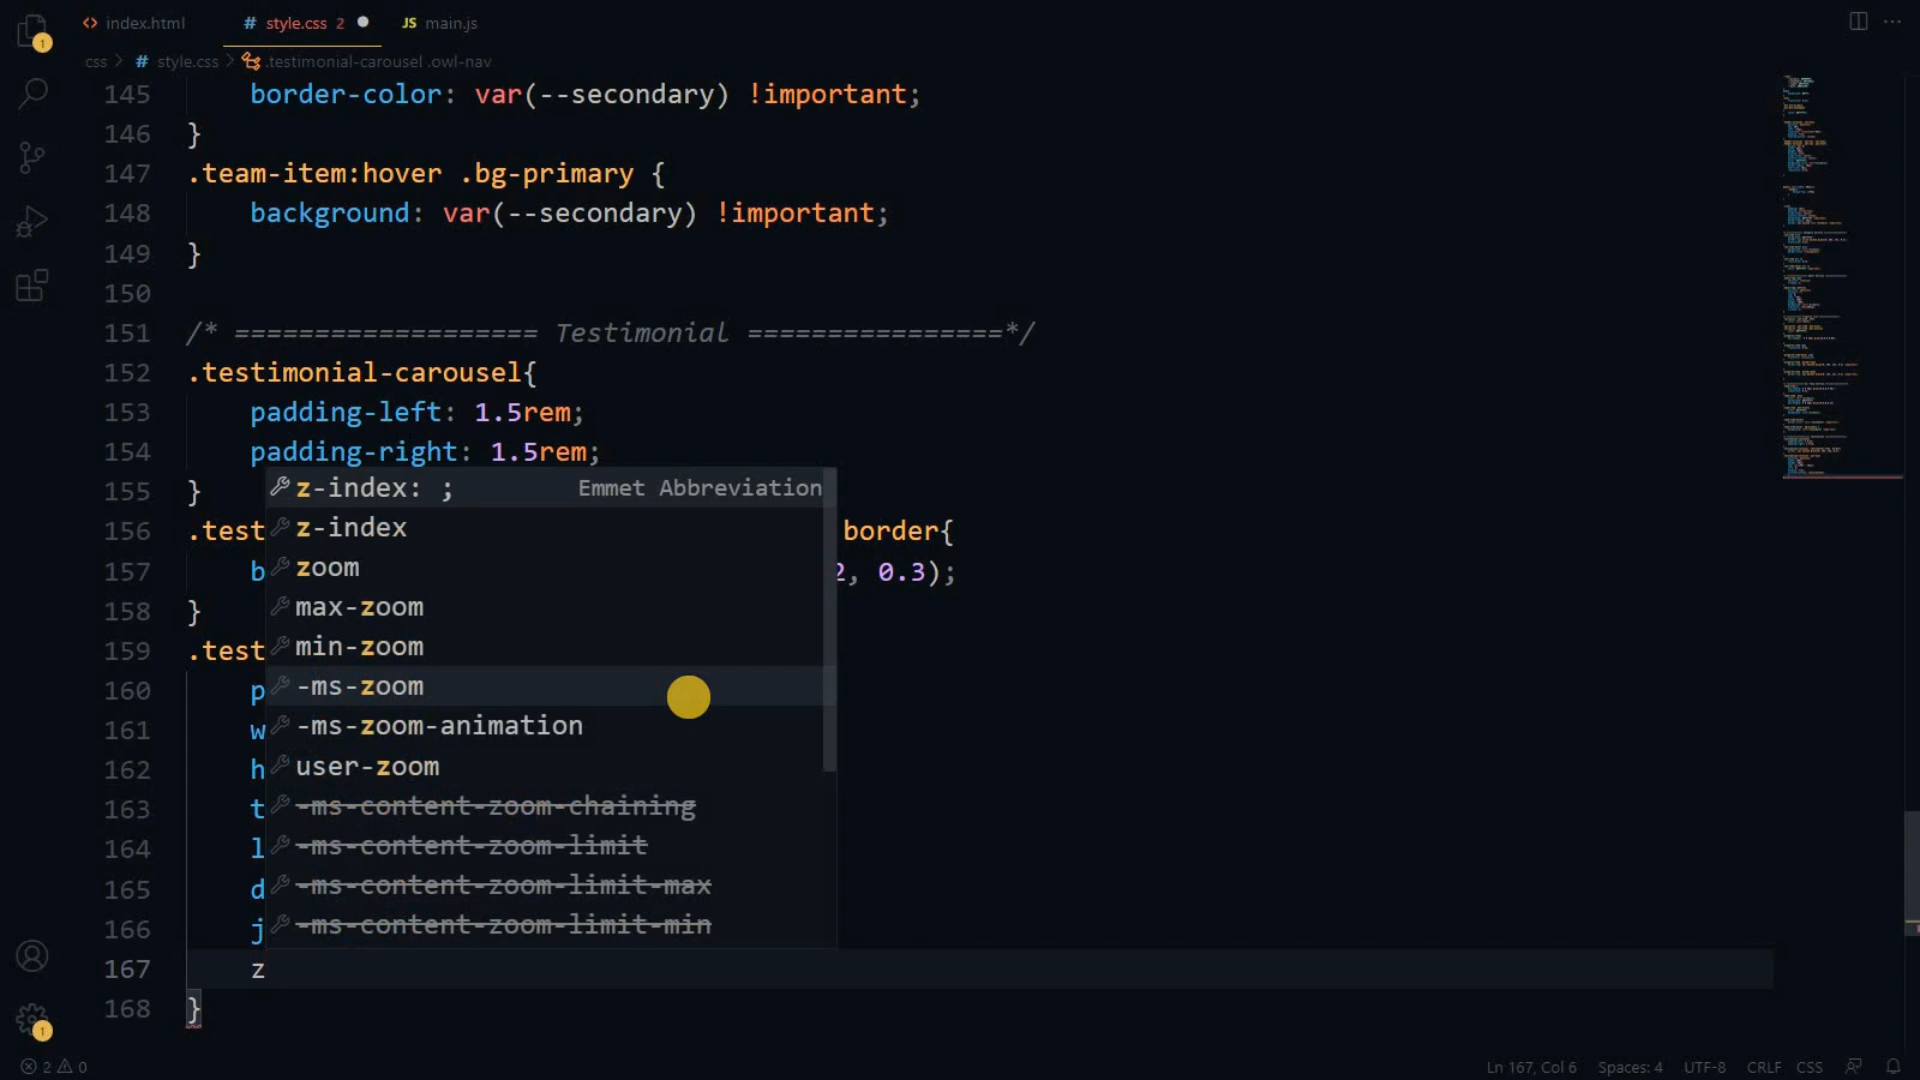 index.html
# style.css 2
JS main.js
css > # style.css > .testimonial-carousel .owl-nav
145 border-color: var(--secondary) !important;
146 }
147 .team-item:hover .bg-primary {
148 background: var(--secondary) !important;
149 }
150
151 /* =================== Testimonial ================*/
152 .testimonial-carousel{
153 padding-left: 1.5rem;
154 padding-right: 1.5rem;
155 }
z-index: ; Emmet Abbreviation
z-index
156 .test border{
zoom
157 b 2, 0.3);
max-zoom
158 }
min-zoom
159 .test
-ms-zoom
160 p
-ms-zoom-animation
161 w
user-zoom
162 h
-ms-content-zoom-chaining
163 t
-ms-content-zoom-limit
164 l
-ms-content-zoom-limit-max
165 d
-ms-content-zoom-limit-min
166 j
167 z
168 }
1
1
2 0
Ln 167, Col 6 Spaces: 4 UTF-8 CRLF CSS